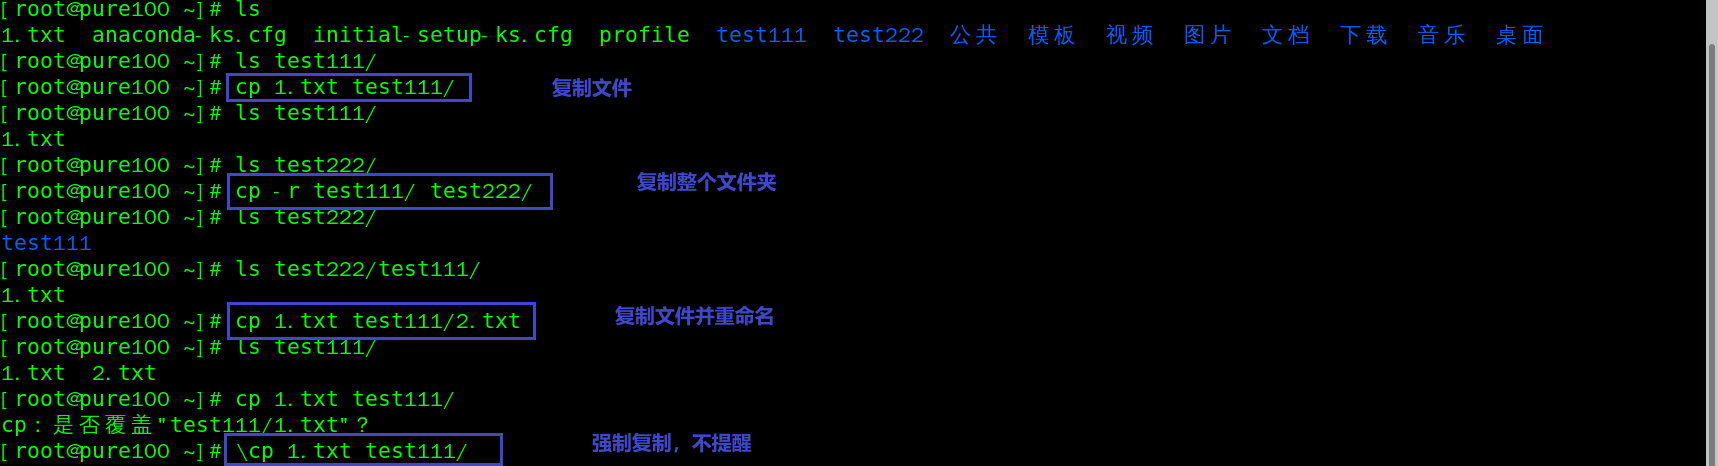 [root@pure100 ~]# ls
1.txt  anaconda-ks.cfg  initial-setup-ks.cfg  profile  test111  test222  公共  模板  视频  图片  文档  下载  音乐  桌面
[root@pure100 ~]# ls test111/
[root@pure100 ~]# cp 1.txt test111/ 复制文件
[root@pure100 ~]# ls test111/
1.txt
[root@pure100 ~]# ls test222/
[root@pure100 ~]# cp -r test111/ test222/ 复制整个文件夹
[root@pure100 ~]# ls test222/
test111
[root@pure100 ~]# ls test222/test111/
1.txt
[root@pure100 ~]# cp 1.txt test111/2.txt 复制文件并重命名
[root@pure100 ~]# ls test111/
1.txt  2.txt
[root@pure100 ~]# cp 1.txt test111/
cp：是否覆盖"test111/1.txt"？
[root@pure100 ~]# \cp 1.txt test111/ 强制复制，不提醒